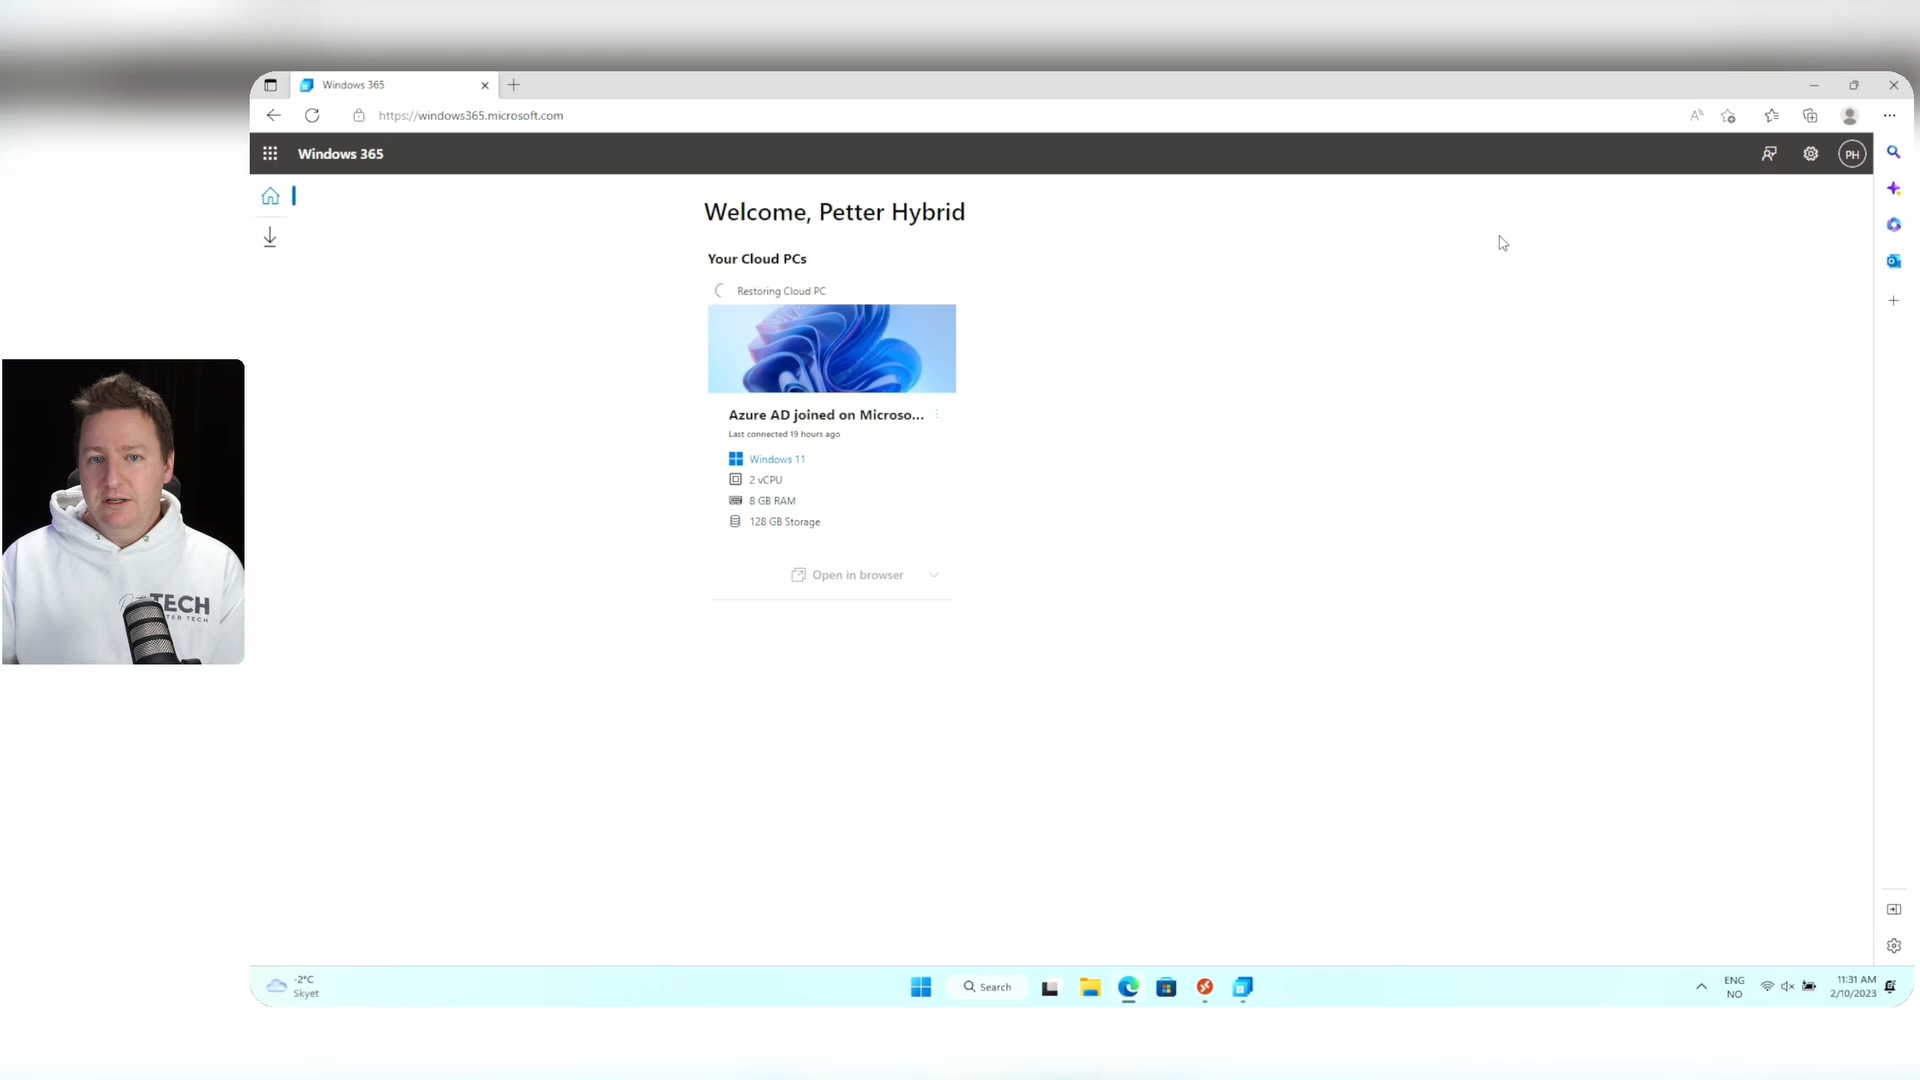 Windows 365
https://windows365.microsoft.com
Windows 365
PH
Welcome, Petter Hybrid
Your Cloud PCs
Restoring Cloud PC
Azure AD joined on Microso...
Last connected 19 hours ago
Windows 11
2 vCPU
8 GB RAM
128 GB Storage
Open in browser
TECH
-2°C
Skyet
Search
ENG
NO
11:31 AM
2/10/2023